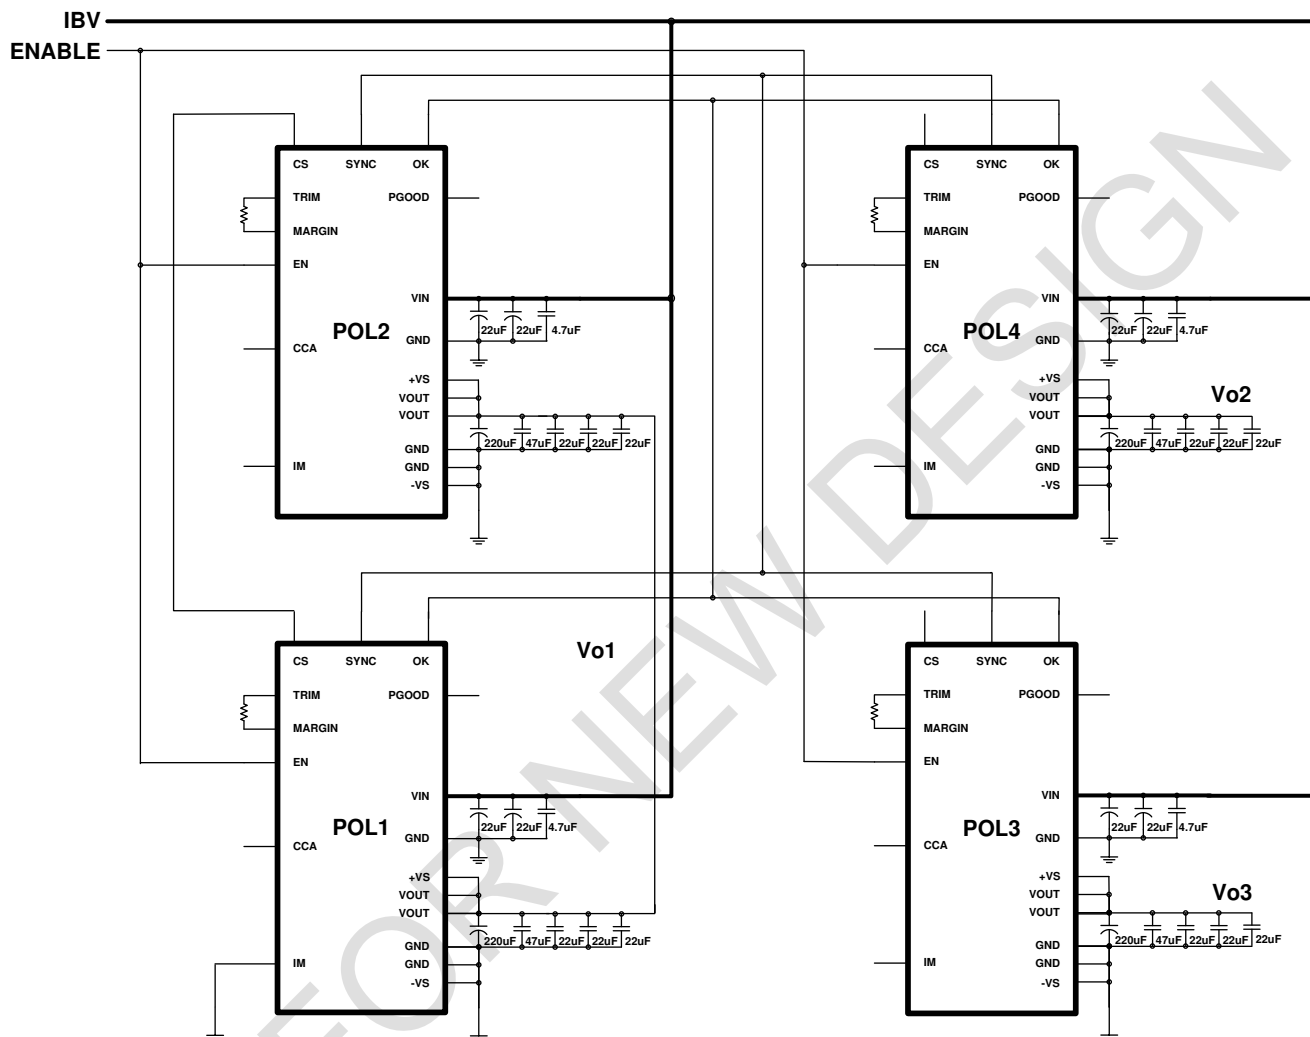 IBV
ENABLE
CS SYNC OK
TRIM PGOOD
MARGIN
EN
VIN
22uF 22uF 4.7uF
POL2
CCA GND
+VS
VOUT
VOUT
220uF 47uF 22uF 22uF 22uF
GND
IM GND
-VS
CS SYNC OK
TRIM PGOOD
MARGIN
EN
VIN
22uF 22uF 4.7uF
POL4
CCA GND
+VS
VOUT Vo2
VOUT
220uF 47uF 22uF 22uF 22uF
GND
IM GND
-VS
Vo1
CS SYNC OK
TRIM PGOOD
MARGIN
EN
VIN
22uF 22uF 4.7uF
POL1
CCA GND
+VS
VOUT
VOUT
220uF 47uF 22uF 22uF 22uF
GND
IM GND
-VS
CS SYNC OK
TRIM PGOOD
MARGIN
EN
VIN
22uF 22uF 4.7uF
POL3
CCA GND
+VS
VOUT Vo3
VOUT
220uF 47uF 22uF 22uF 22uF
GND
IM GND
-VS
FOR NEW DESIGN